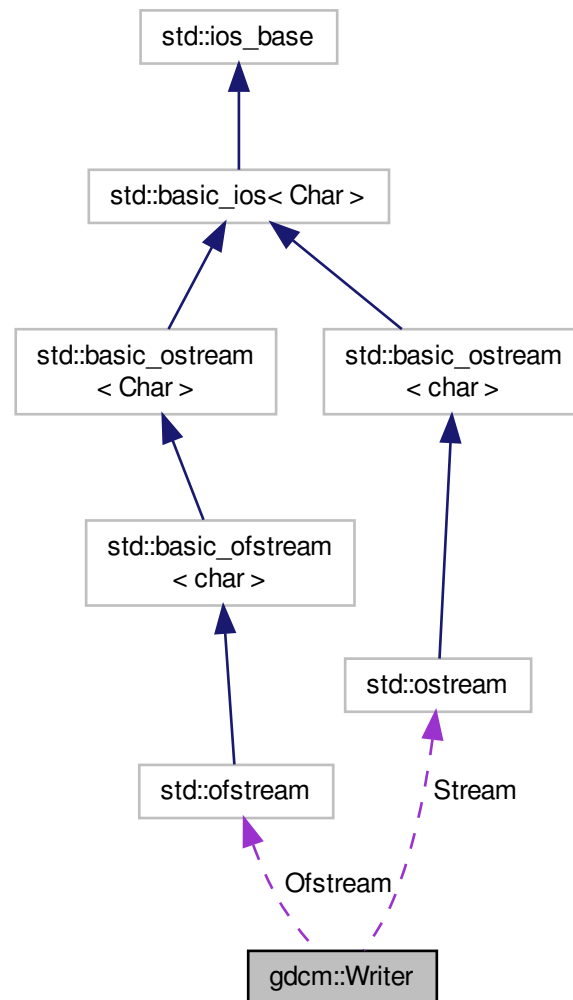 std::ios_base
std::basic_ios< Char >
std::basic_ostream
< Char >
std::basic_ostream
< char >
std::basic_ofstream
< char >
std::ostream
std::ofstream
Stream
Ofstream
gdcm::Writer